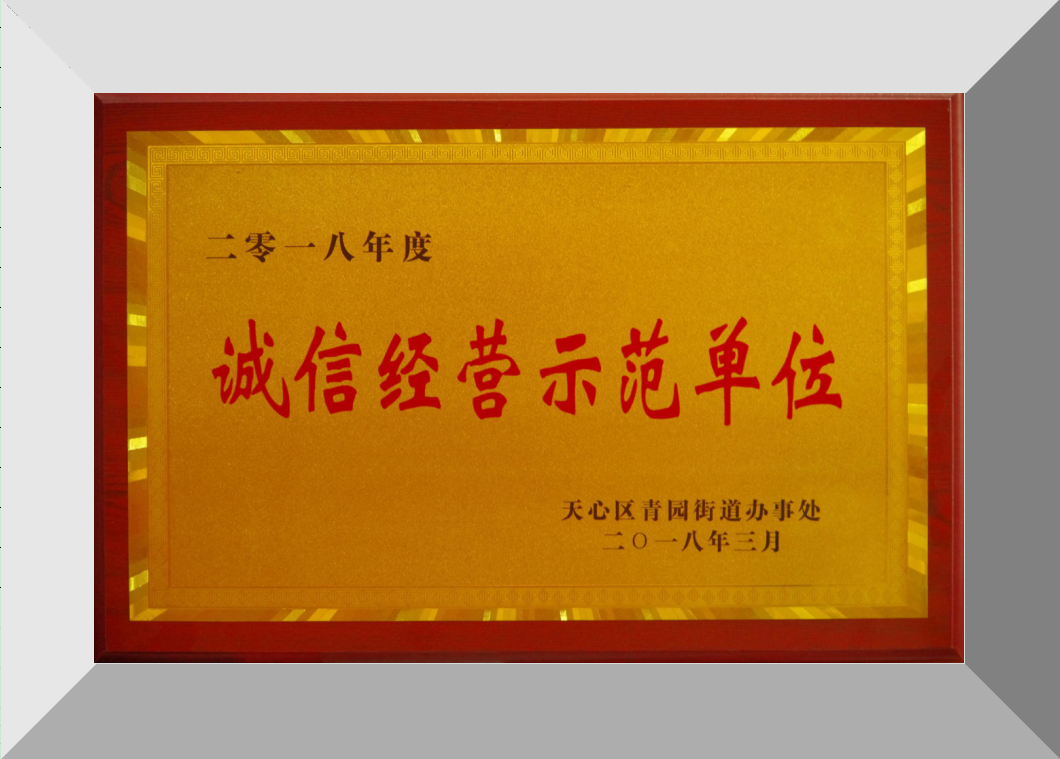 二零一八年度
诚信经营示范单位
天心区青园街道办事处
二〇一八年三月